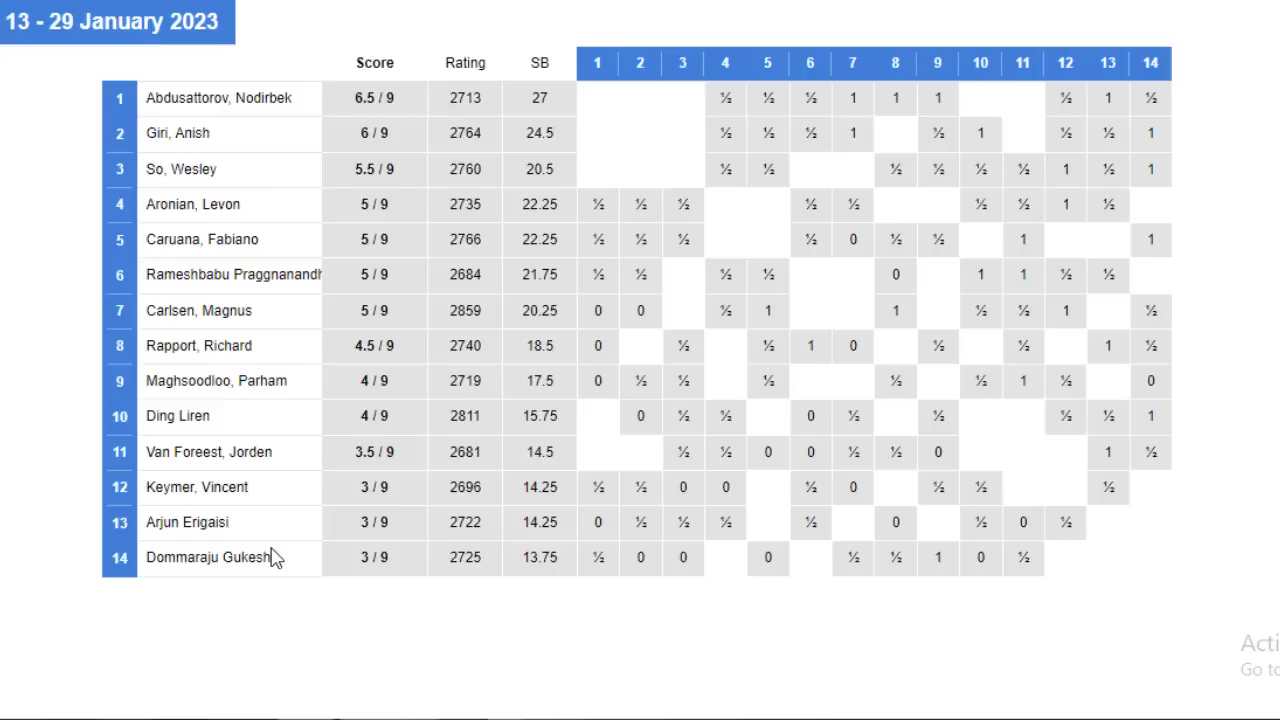 13 - 29 January 2023
Score Rating SB 1 2 3 4 5 6 7 8 9 10 11 12 13 14
1 Abdusattorov, Nodirbek 6.5 / 9 2713 27 ½ ½ ½ 1 1 1 ½ 1 ½
2 Giri, Anish 6 / 9 2764 24.5 ½ ½ ½ 1 ½ 1 ½ ½ 1
3 So, Wesley 5.5 / 9 2760 20.5 ½ ½ ½ ½ ½ ½ 1 ½ 1
4 Aronian, Levon 5 / 9 2735 22.25 ½ ½ ½ ½ ½ ½ ½ 1 ½
5 Caruana, Fabiano 5 / 9 2766 22.25 ½ ½ ½ ½ 0 ½ ½ 1 1
6 Rameshbabu Praggnanandh 5 / 9 2684 21.75 ½ ½ ½ ½ 0 1 1 ½ ½
7 Carlsen, Magnus 5 / 9 2859 20.25 0 0 ½ 1 1 ½ ½ 1 ½
8 Rapport, Richard 4.5 / 9 2740 18.5 0 ½ ½ 1 0 ½ ½ 1 ½
9 Maghsoodloo, Parham 4 / 9 2719 17.5 0 ½ ½ ½ ½ ½ 1 ½ 0
10 Ding Liren 4 / 9 2811 15.75 0 ½ ½ 0 ½ ½ ½ ½ 1
11 Van Foreest, Jorden 3.5 / 9 2681 14.5 ½ ½ 0 0 ½ ½ 0 1 ½
12 Keymer, Vincent 3 / 9 2696 14.25 ½ ½ 0 0 ½ 0 ½ ½ ½
13 Arjun Erigaisi 3 / 9 2722 14.25 0 ½ ½ ½ ½ 0 ½ 0 ½
14 Dommaraju Gukesh 3 / 9 2725 13.75 ½ 0 0 0 ½ ½ 1 0 ½
Acti
Go to